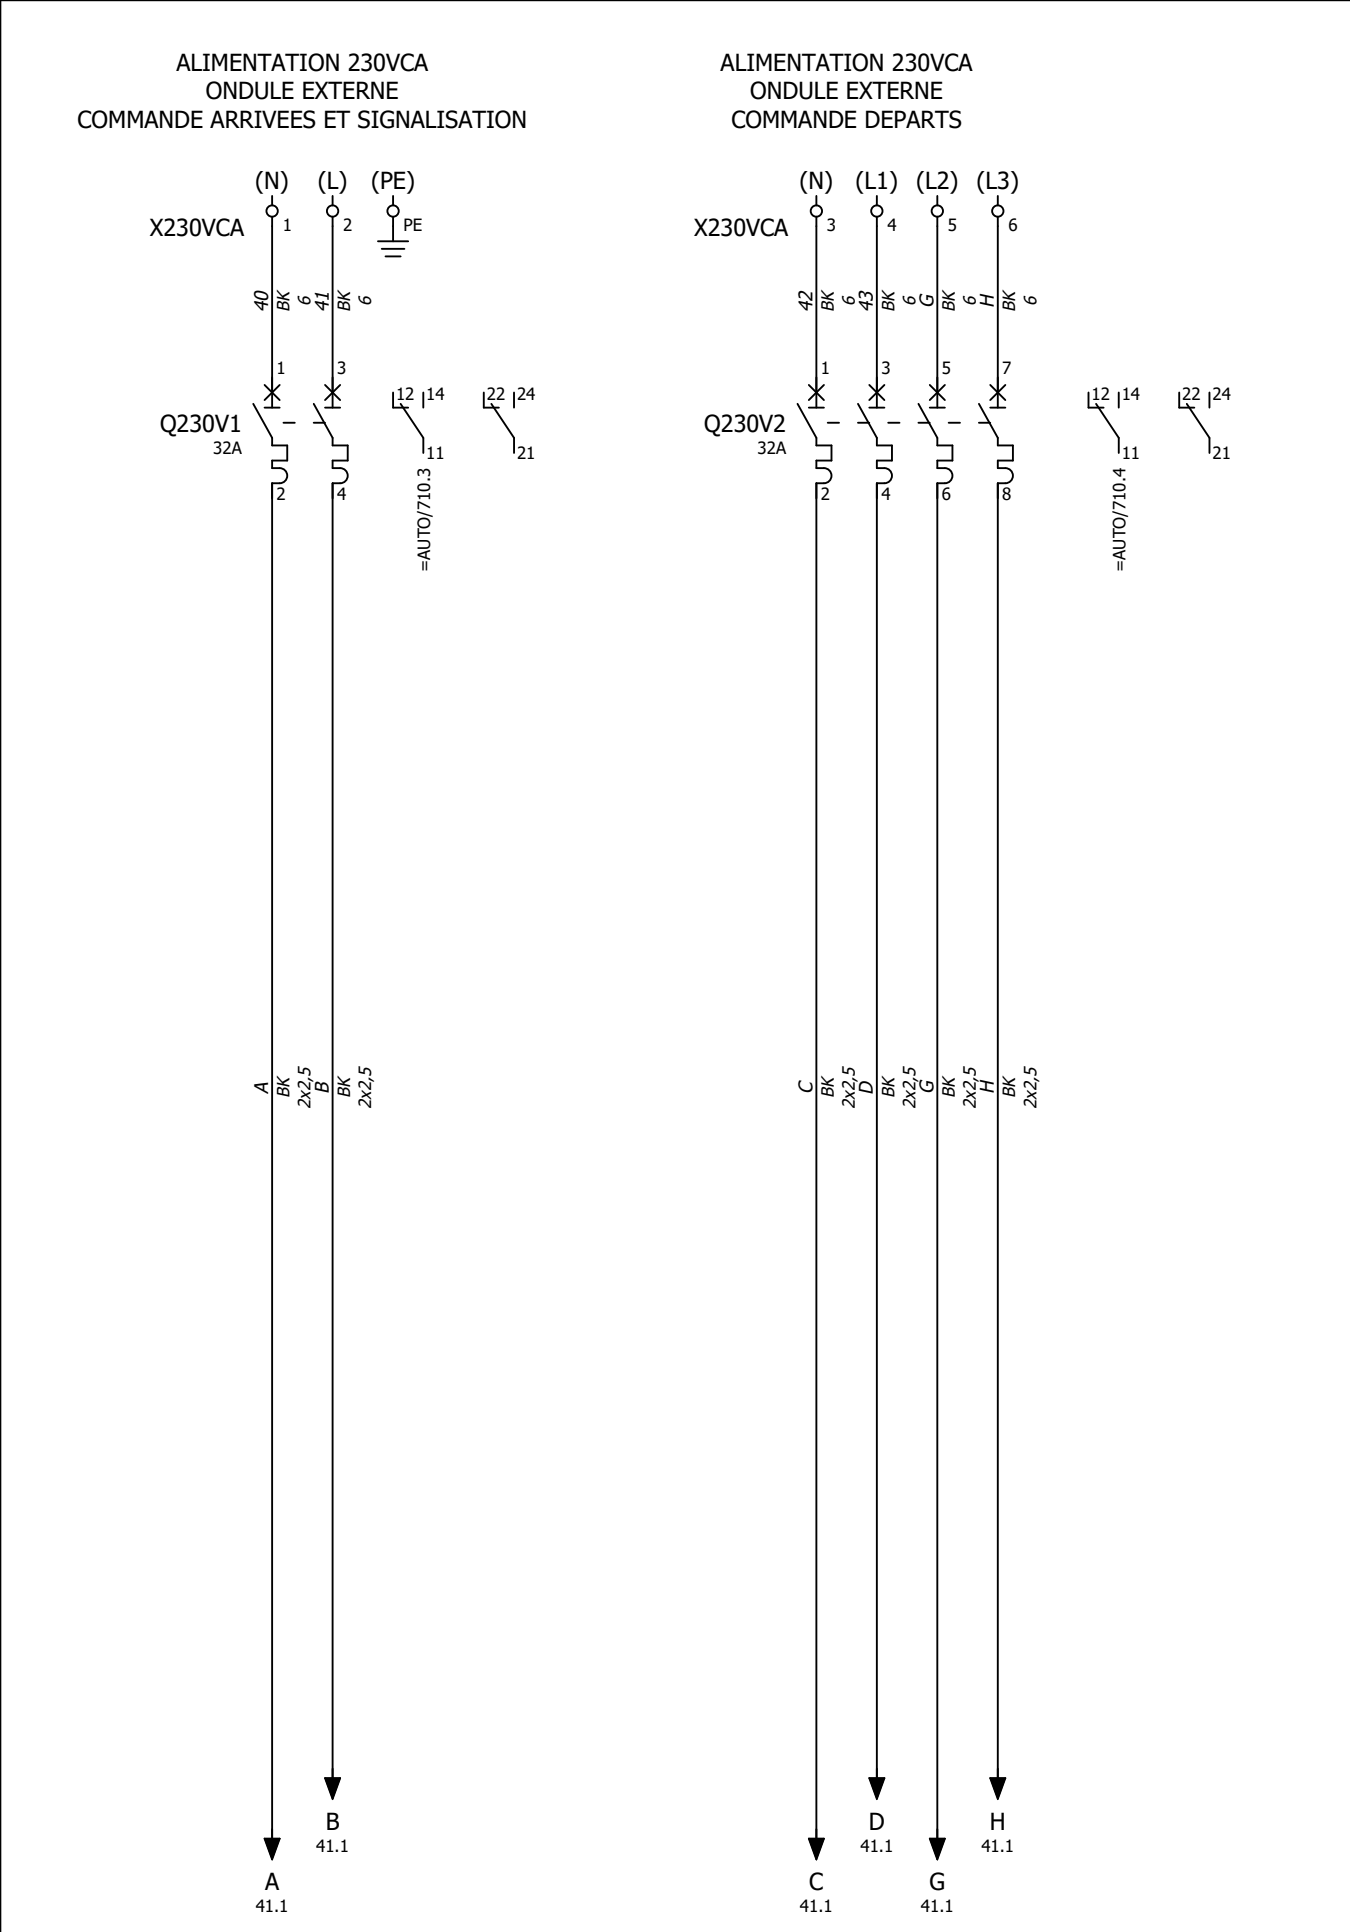 ALIMENTATION 230VCA
ONDULE EXTERNE
COMMANDE ARRIVEES ET SIGNALISATION
ALIMENTATION 230VCA
ONDULE EXTERNE
COMMANDE DEPARTS
(N) (L) (PE)
X230VCA 1 2 PE
(N) (L1) (L2) (L3)
X230VCA 3 4 5 6
40 BK 6 41 BK 6
42 BK 6 43 BK 6 G BK 6 H BK 6
1 3
12 14 22 24
Q230V1
32A
11 21
2 4
=AUTO/710.3
1 3 5 7
12 14 22 24
Q230V2
32A
11 21
2 4 6 8
=AUTO/710.4
A BK 2x2,5 B BK 2x2,5
C BK 2x2,5 D BK 2x2,5 G BK 2x2,5 H BK 2x2,5
B
41.1
A
41.1
D
41.1
H
41.1
C
41.1
G
41.1